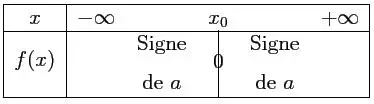 x −∞ x₀ +∞
f(x) Signe de a 0 Signe de a